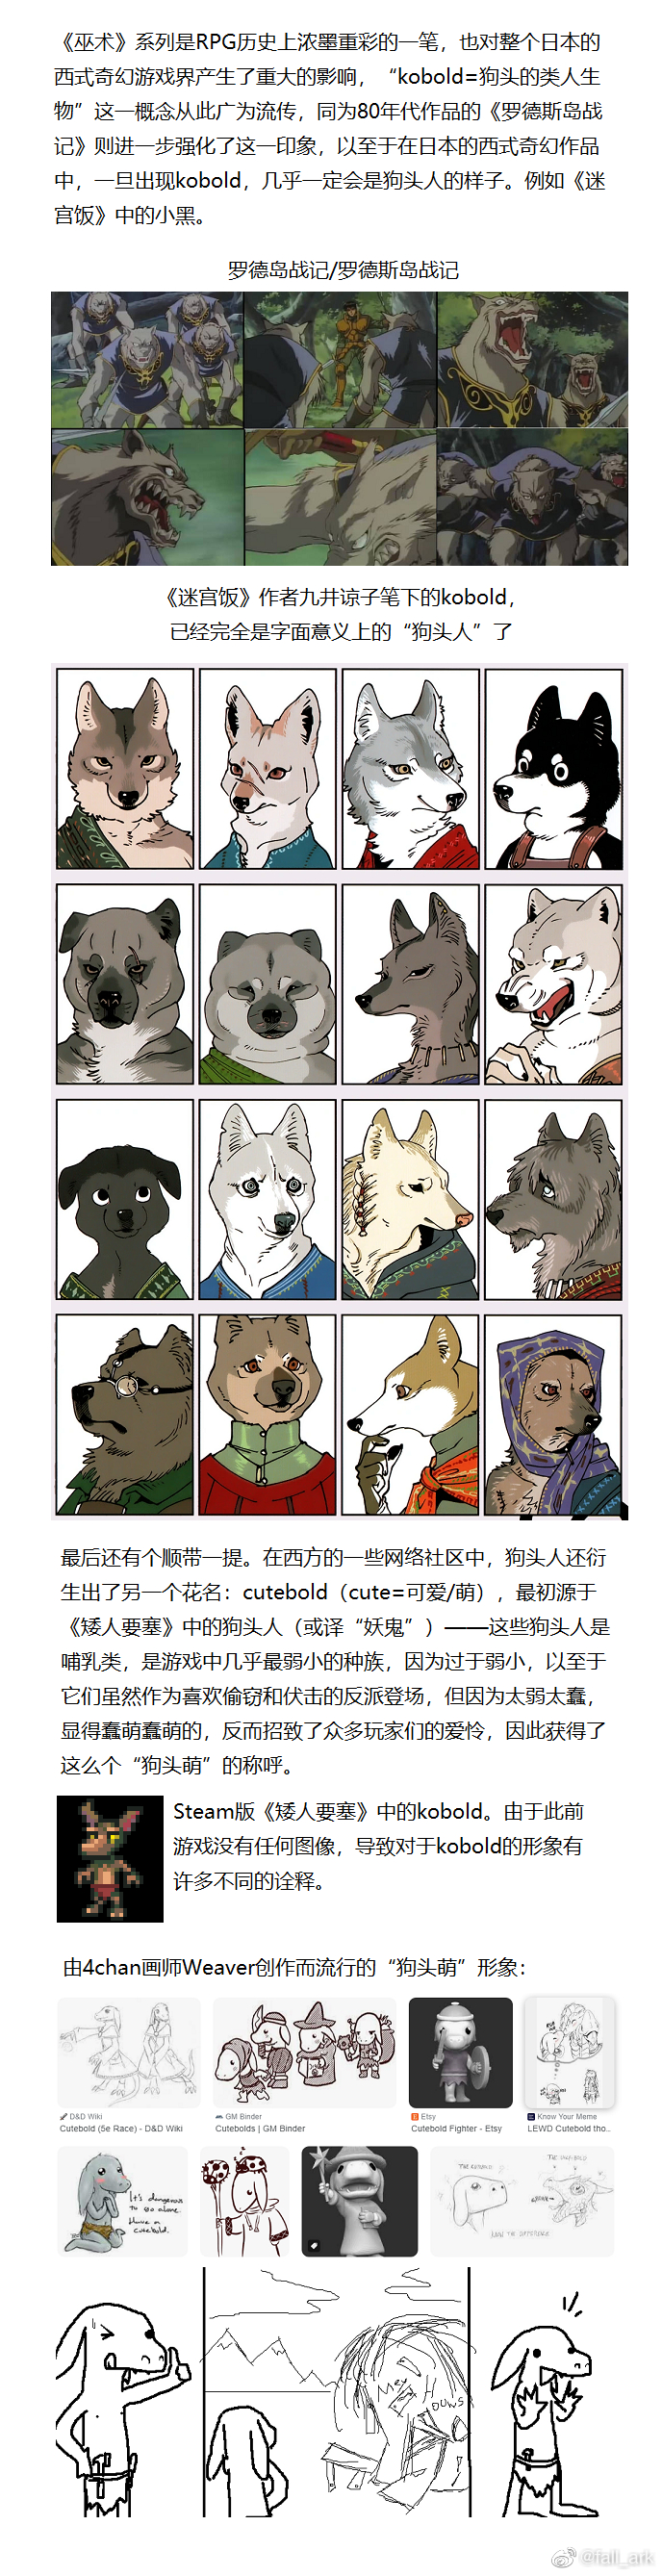 《巫术》系列是RPG历史上浓墨重彩的一笔，也对整个日本的
西式奇幻游戏界产生了重大的影响，“kobold=狗头的类人生
物”这一概念从此广为流传，同为80年代作品的《罗德斯岛战
记》则进一步强化了这一印象，以至于在日本的西式奇幻作品
中，一旦出现kobold，几乎一定会是狗头人的样子。例如《迷
宫饭》中的小黑。
罗德岛战记/罗德斯岛战记
《迷宫饭》作者九井谅子笔下的kobold，
已经完全是字面意义上的“狗头人”了
最后还有个顺带一提。在西方的一些网络社区中，狗头人还衍
生出了另一个花名：cutebold（cute=可爱/萌），最初源于
《矮人要塞》中的狗头人（或译“妖鬼”）——这些狗头人是
哺乳类，是游戏中几乎最弱小的种族，因为过于弱小，以至于
它们虽然作为喜欢偷窃和伏击的反派登场，但因为太弱太蠢，
显得蠢萌蠢萌的，反而招致了众多玩家们的爱怜，因此获得了
这么个“狗头萌”的称呼。
Steam版《矮人要塞》中的kobold。由于此前
游戏没有任何图像，导致对于kobold的形象有
许多不同的诠释。
由4chan画师Weaver创作而流行的“狗头萌”形象：
D&D Wiki
Cutebold (5e Race) - D&D Wiki
GM Binder
Cutebolds | GM Binder
Etsy
Cutebold Fighter - Etsy
Know Your Meme
LEWD Cutebold tho...
It's dangerous
to go alone.
Have a
cutebold.
THE CUTEBOLD
KNOW THE DIFFERENCE
@fall_ark